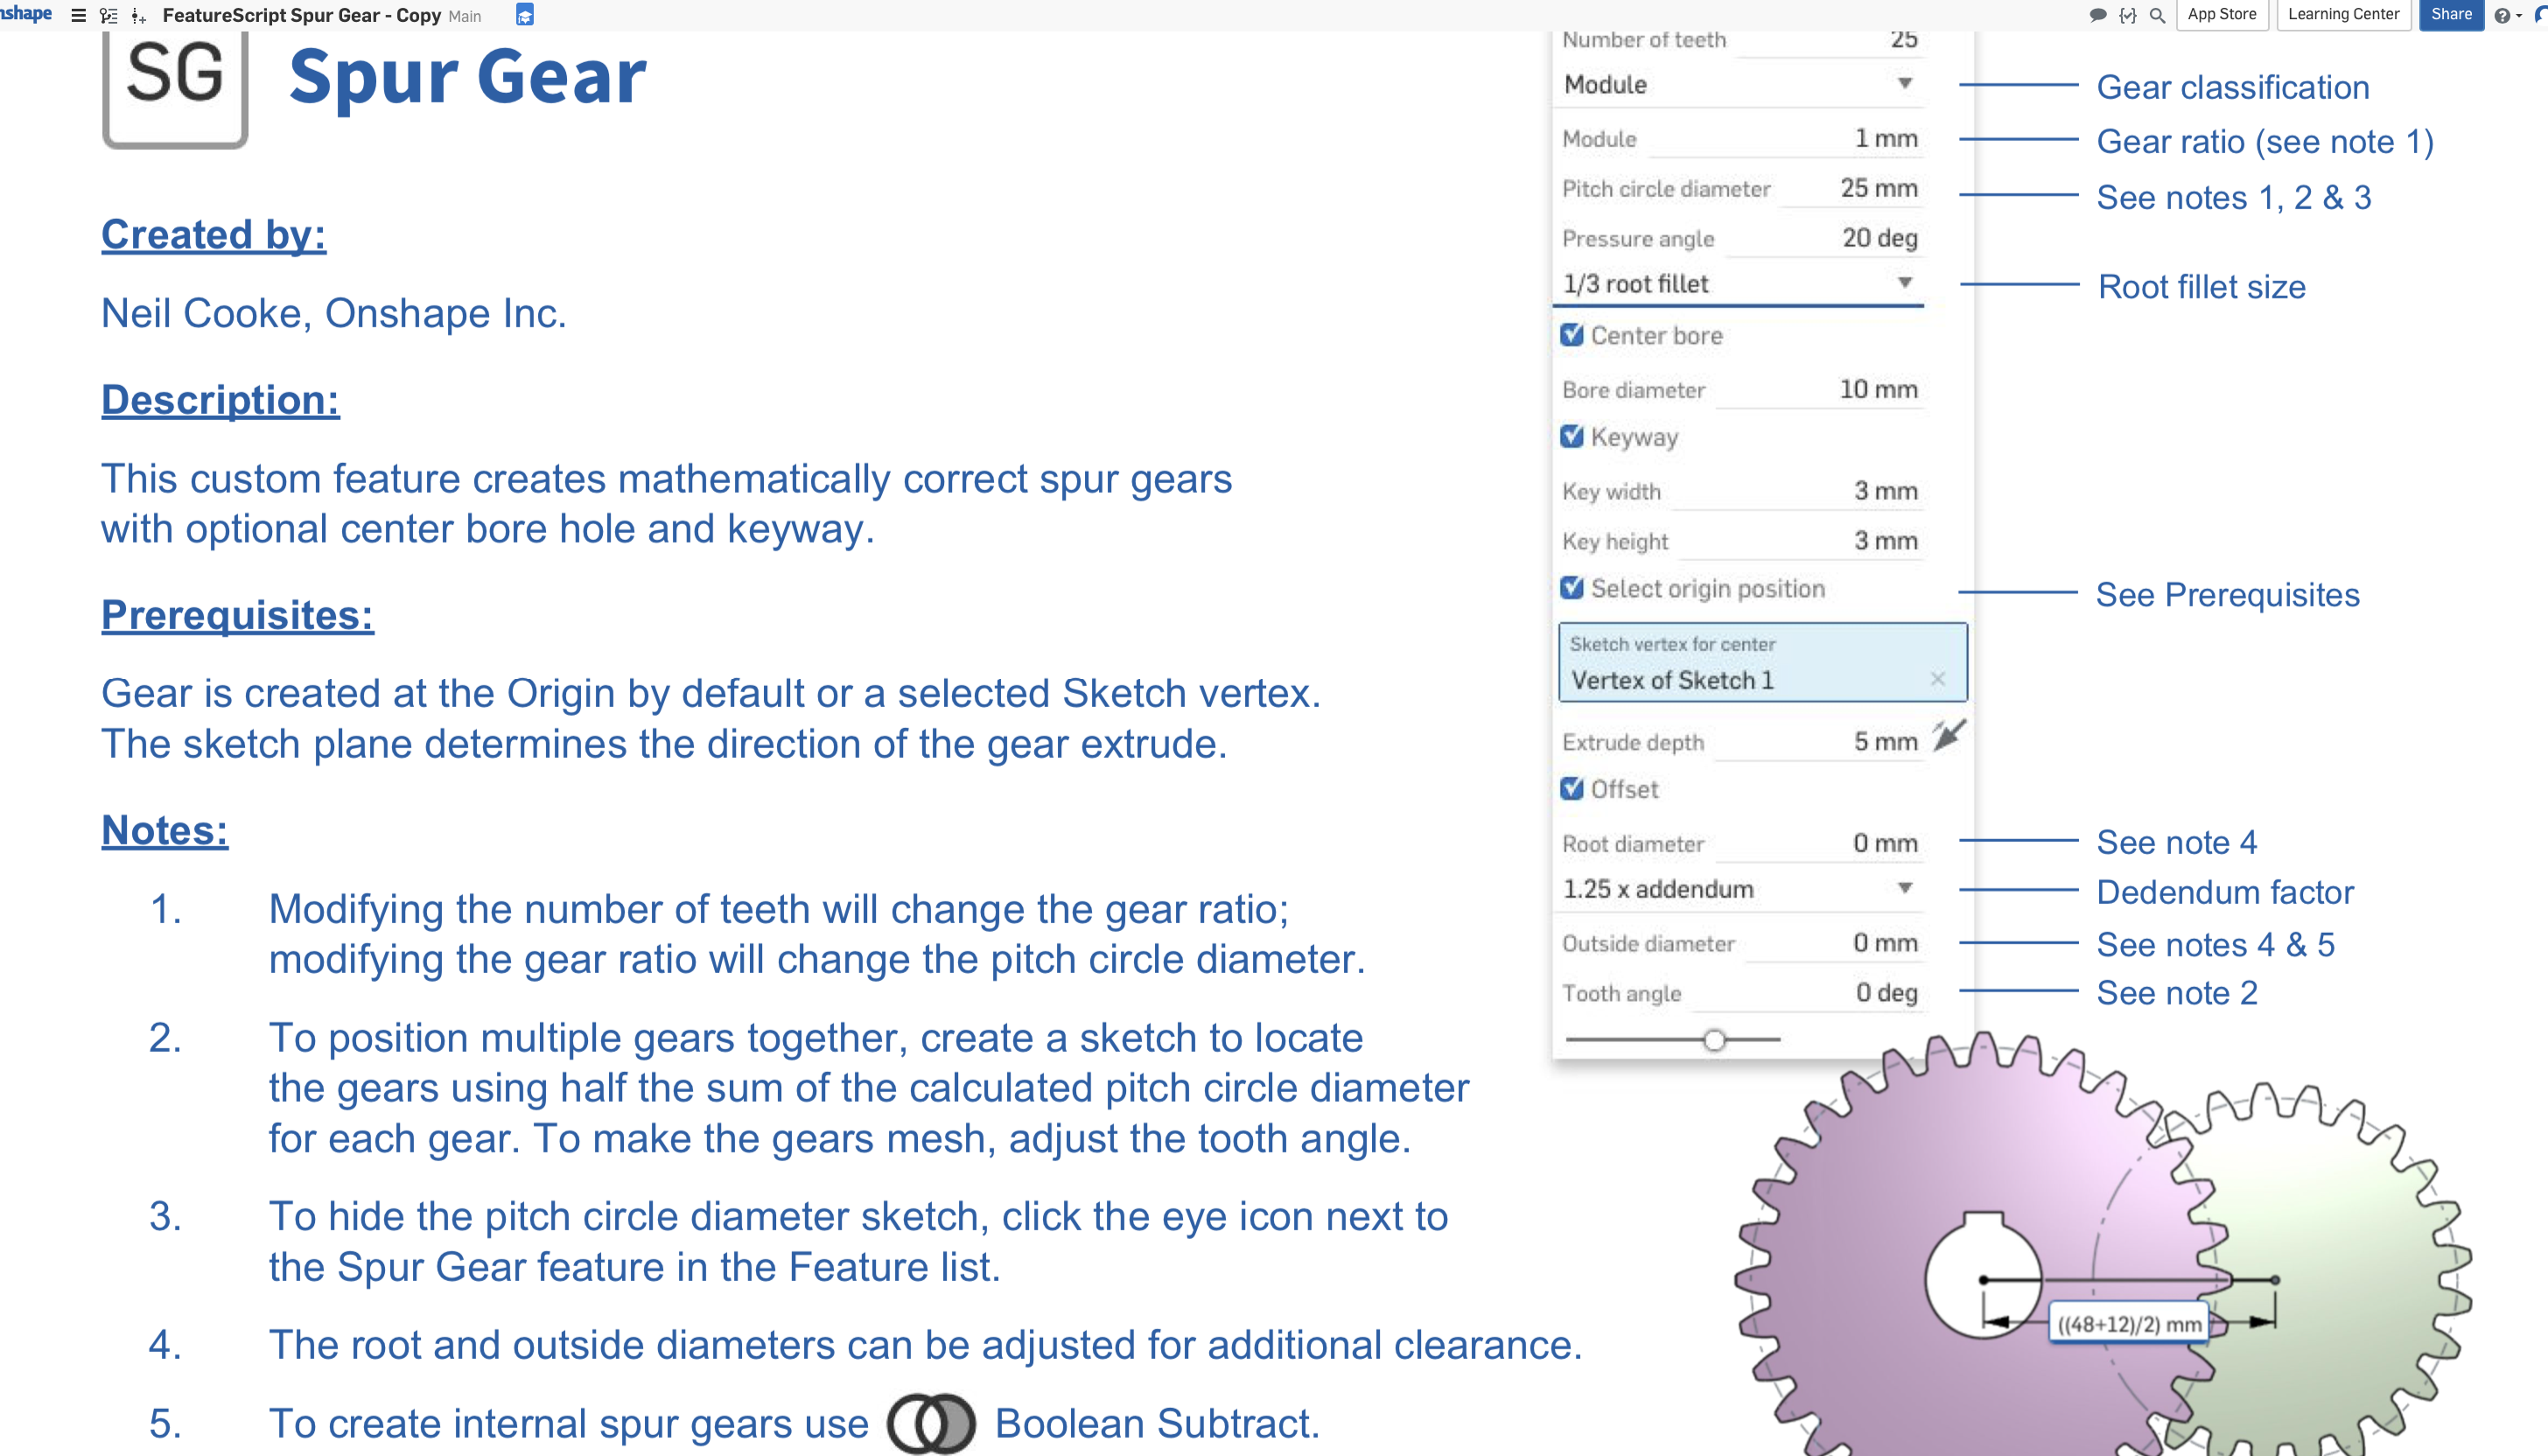 nshape FeatureScript Spur Gear - Copy Main App Store Learning Center Share
SG Spur Gear
Created by:
Neil Cooke, Onshape Inc.
Description:
This custom feature creates mathematically correct spur gears
with optional center bore hole and keyway.
Prerequisites:
Gear is created at the Origin by default or a selected Sketch vertex.
The sketch plane determines the direction of the gear extrude.
Notes:
1. Modifying the number of teeth will change the gear ratio;
modifying the gear ratio will change the pitch circle diameter.
2. To position multiple gears together, create a sketch to locate
the gears using half the sum of the calculated pitch circle diameter
for each gear. To make the gears mesh, adjust the tooth angle.
3. To hide the pitch circle diameter sketch, click the eye icon next to
the Spur Gear feature in the Feature list.
4. The root and outside diameters can be adjusted for additional clearance.
5. To create internal spur gears use Boolean Subtract.
Number of teeth 25
Module Gear classification
Module 1 mm Gear ratio (see note 1)
Pitch circle diameter 25 mm See notes 1, 2 & 3
Pressure angle 20 deg
1/3 root fillet Root fillet size
Center bore
Bore diameter 10 mm
Keyway
Key width 3 mm
Key height 3 mm
Select origin position See Prerequisites
Sketch vertex for center
Vertex of Sketch 1
Extrude depth 5 mm
Offset
Root diameter 0 mm See note 4
1.25 x addendum Dedendum factor
Outside diameter 0 mm See notes 4 & 5
Tooth angle 0 deg See note 2
((48+12)/2) mm